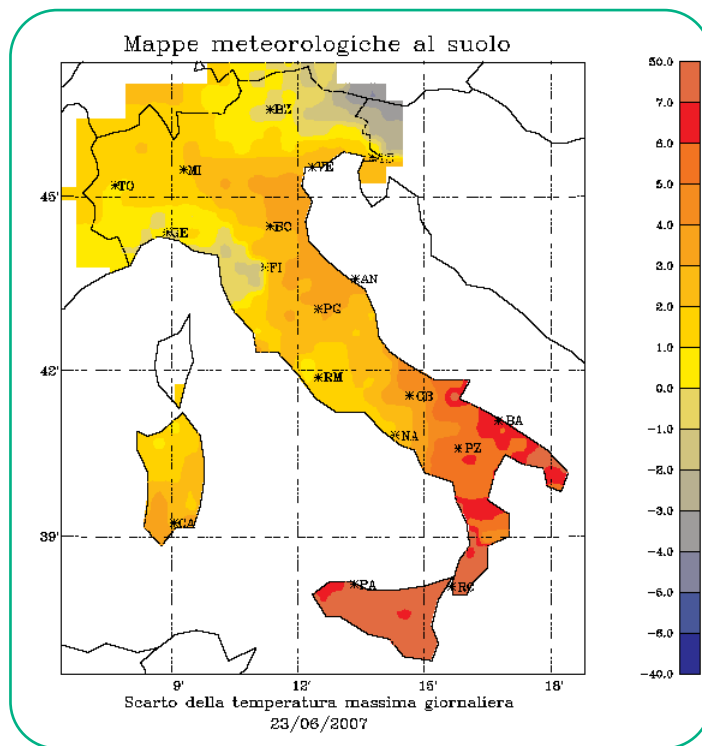 Mappe meteorologiche al suolo
50.0
7.0
6.0
5.0
4.0
3.0
2.0
1.0
0.0
-1.0
-2.0
-3.0
-4.0
-5.0
-6.0
-40.0
*BZ
*TS
*VE
*MI
*TO
45'
*BO
*GE
*FI
*AN
*PG
42'
*RM
*CB
*BA
*NA
*PZ
39'
*CA
*PA
*RC
9'
12'
15'
18'
Scarto della temperatura massima giornaliera
23/06/2007